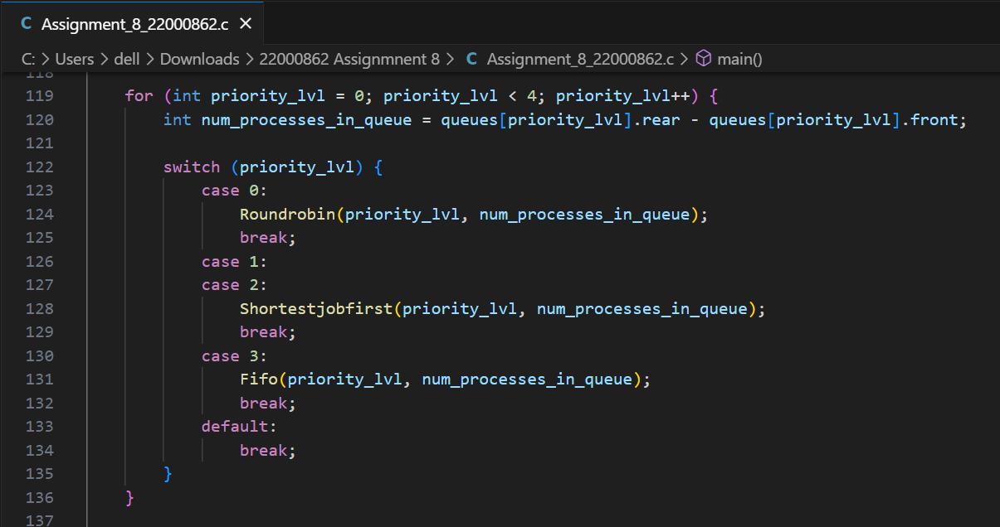 C Assignment_8_22000862.c ×
C: > Users > dell > Downloads > 22000862 Assignmnent 8 > C Assignment_8_22000862.c > main()
118
119 for (int priority_lvl = 0; priority_lvl < 4; priority_lvl++) {
120 int num_processes_in_queue = queues[priority_lvl].rear - queues[priority_lvl].front;
121
122 switch (priority_lvl) {
123 case 0:
124 Roundrobin(priority_lvl, num_processes_in_queue);
125 break;
126 case 1:
127 case 2:
128 Shortestjobfirst(priority_lvl, num_processes_in_queue);
129 break;
130 case 3:
131 Fifo(priority_lvl, num_processes_in_queue);
132 break;
133 default:
134 break;
135 }
136 }
137